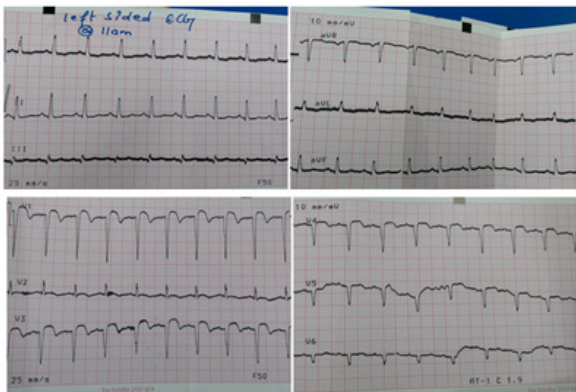 left sided ECG
@ 11am
II
III
25 mm/s
F50
10 mm/mV
aVR
aVL
aVF
V1
V2
V3
25 mm/s
F50
10 mm/mV
V4
V5
V6
AT-1 C 1.9